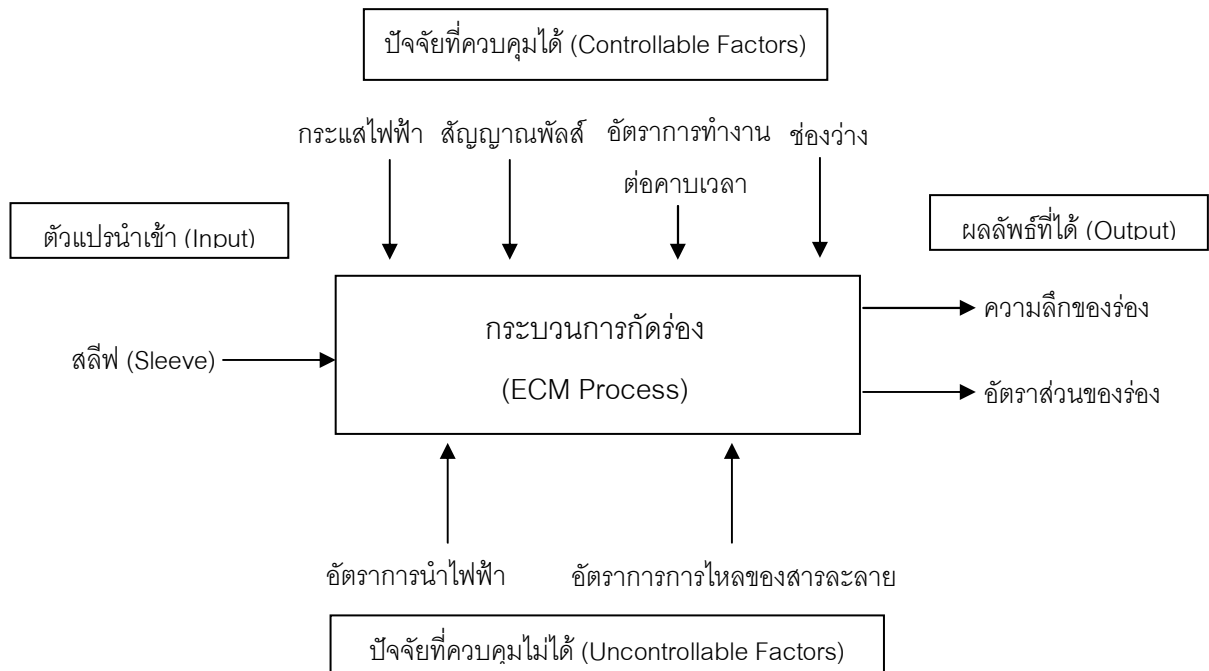 ปัจจัยที่ควบคุมได้ (Controllable Factors)
กระแสไฟฟ้า สัญญาณพัลส์ อัตราการทำงาน ช่องว่าง
ต่อคาบเวลา
ตัวแปรนำเข้า (Input)
ผลลัพธ์ที่ได้ (Output)
กระบวนการกัดร่อง
(ECM Process)
สลีฟ (Sleeve)
ความลึกของร่อง
อัตราส่วนของร่อง
อัตราการนำไฟฟ้า อัตราการการไหลของสารละลาย
ปัจจัยที่ควบคุมไม่ได้ (Uncontrollable Factors)